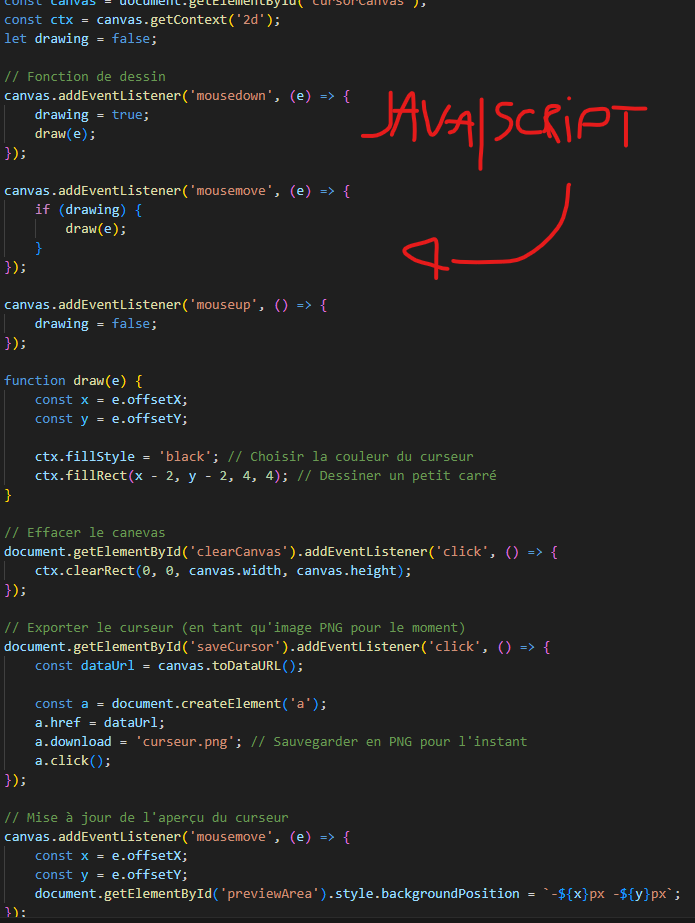 const canvas = document.getElementById('cursorCanvas');
const ctx = canvas.getContext('2d');
let drawing = false;

// Fonction de dessin
canvas.addEventListener('mousedown', (e) => {
    drawing = true;
    draw(e);
});
JAVA|SCRIPT

canvas.addEventListener('mousemove', (e) => {
    if (drawing) {
        draw(e);
    }
});

canvas.addEventListener('mouseup', () => {
    drawing = false;
});

function draw(e) {
    const x = e.offsetX;
    const y = e.offsetY;

    ctx.fillStyle = 'black'; // Choisir la couleur du curseur
    ctx.fillRect(x - 2, y - 2, 4, 4); // Dessiner un petit carré
}

// Effacer le canevas
document.getElementById('clearCanvas').addEventListener('click', () => {
    ctx.clearRect(0, 0, canvas.width, canvas.height);
});

// Exporter le curseur (en tant qu'image PNG pour le moment)
document.getElementById('saveCursor').addEventListener('click', () => {
    const dataUrl = canvas.toDataURL();

    const a = document.createElement('a');
    a.href = dataUrl;
    a.download = 'curseur.png'; // Sauvegarder en PNG pour l'instant
    a.click();
});

// Mise à jour de l'aperçu du curseur
canvas.addEventListener('mousemove', (e) => {
    const x = e.offsetX;
    const y = e.offsetY;
    document.getElementById('previewArea').style.backgroundPosition = `-${x}px -${y}px`;
});